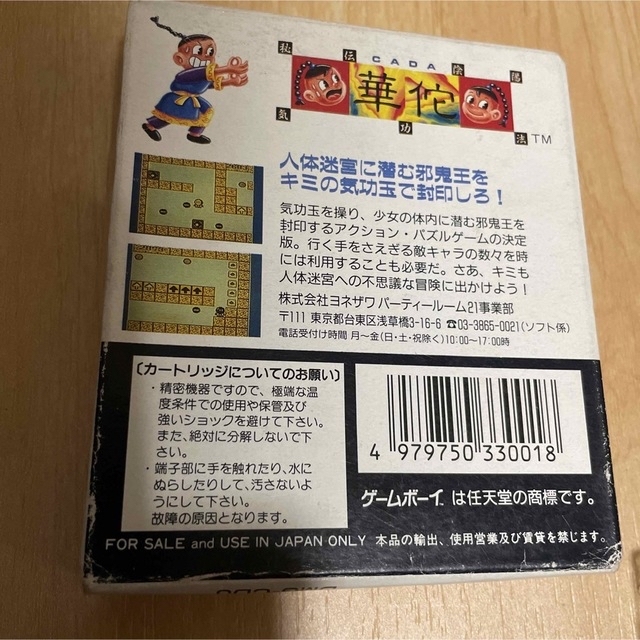 秘伝 CADA 陰陽
華佗
気功法
TM
人体迷宮に潜む邪鬼王を
キミの気功玉で封印しろ!
気功玉を操り、少女の体内に潜む邪鬼王を
封印するアクション・パズルゲームの決定
版。行く手をさえぎる敵キャラの数々を時
には利用することも必要だ。さあ、キミも
人体迷宮への不思議な冒険に出かけよう!
株式会社ヨネザワ パーティールーム21事業部
〒111 東京都台東区浅草橋3-16-6 ☎03-3865-0021(ソフト係)
電話受付け時間 月~金(日・土・祝除く)10:00~17:00時
〔カートリッジについてのお願い〕
・精密機器ですので、極端な温
度条件での使用や保管及び
強いショックを避けて下さい。
また、絶対に分解しないで下
さい。
・端子部に手を触れたり、水に
ぬらしたりして、汚さないよ
うにして下さい。
故障の原因となります。
4 979750 330018
ゲームボーイ は任天堂の商標です。
FOR SALE and USE IN JAPAN ONLY 本品の輸出、使用営業及び賃貸を禁じます。